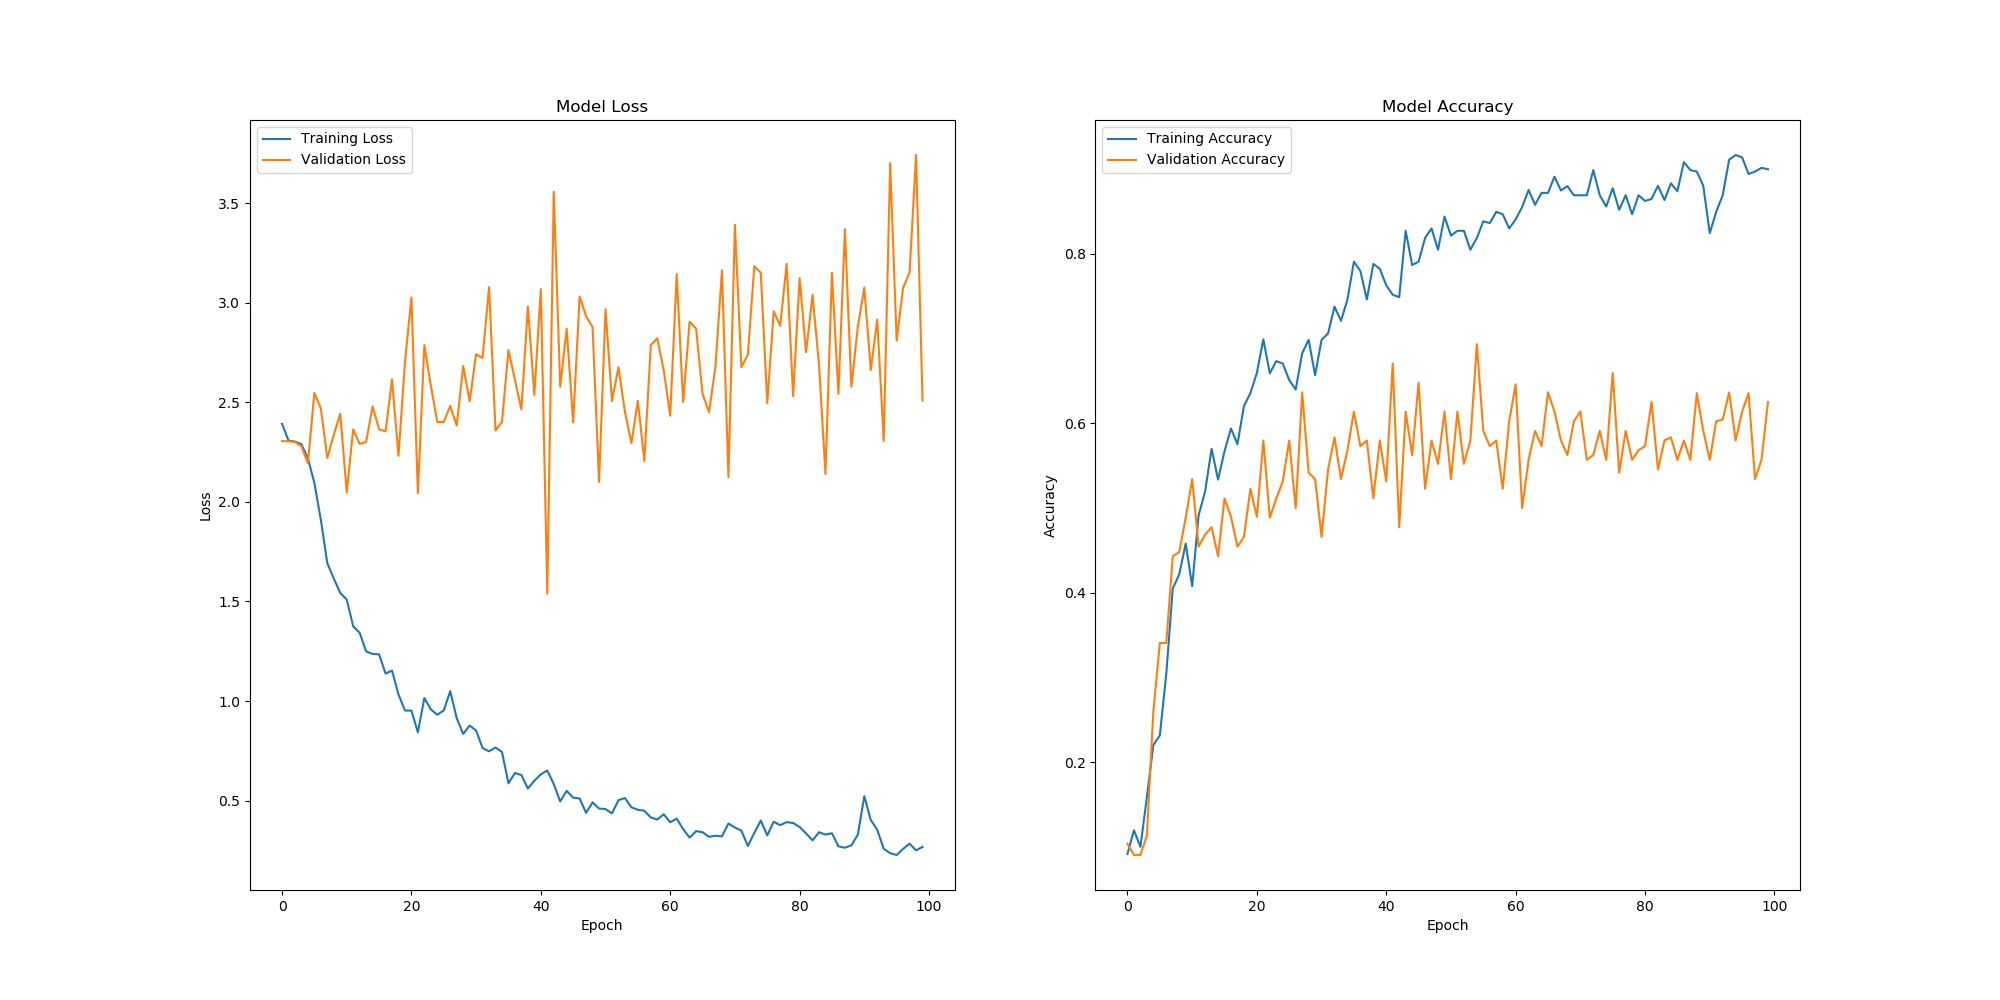 Model Loss
Training Loss
Validation Loss
3.5
3.0
2.5
2.0
1.5
1.0
0.5
Loss
0 20 40 60 80 100
Epoch
Model Accuracy
Training Accuracy
Validation Accuracy
0.8
0.6
0.4
0.2
Accuracy
0 20 40 60 80 100
Epoch